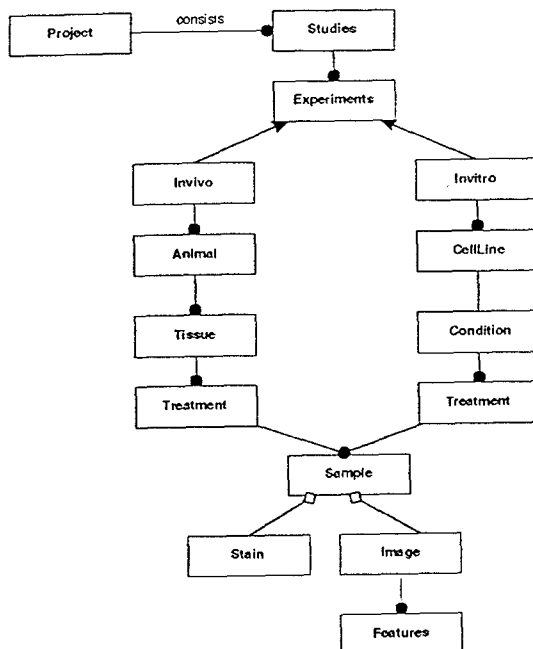 consists
Project
Studies
Experiments
Invivo
Invitro
Animal
CellLine
Tissue
Condition
Treatment
Treatment
Sample
Stain
Image
Features